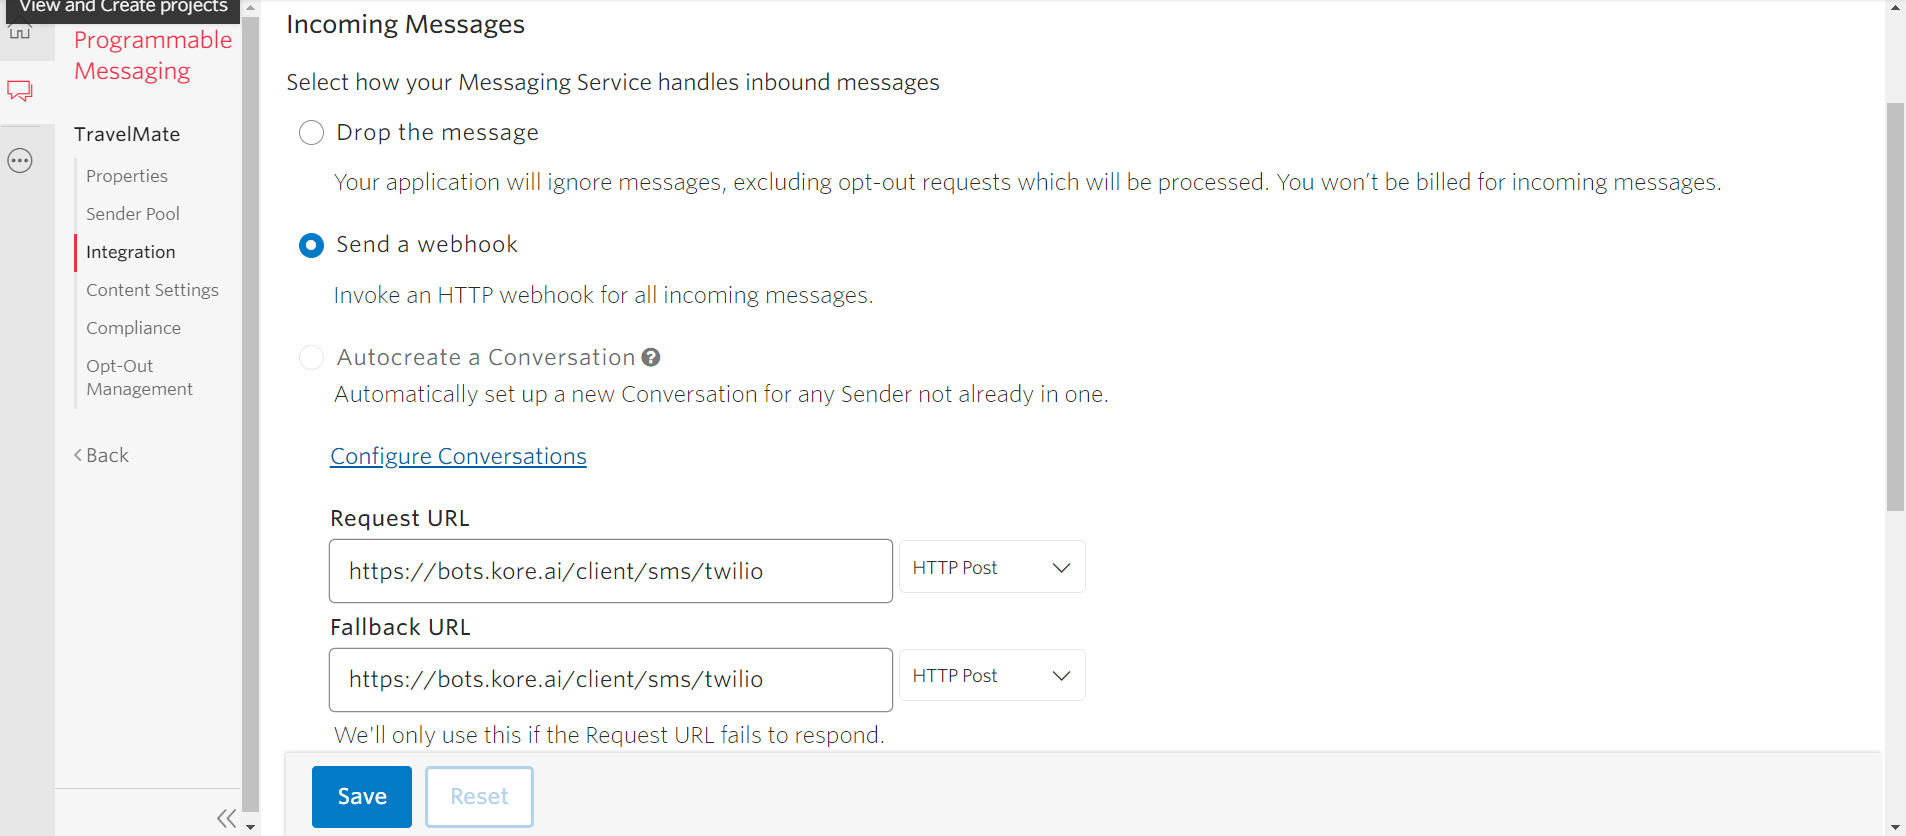 View and Create projects
Programmable
Messaging
TravelMate
Properties
Sender Pool
Integration
Content Settings
Compliance
Opt-Out
Management
Back
Incoming Messages
Select how your Messaging Service handles inbound messages
Drop the message
Your application will ignore messages, excluding opt-out requests which will be processed. You won’t be billed for incoming messages.
Send a webhook
Invoke an HTTP webhook for all incoming messages.
Autocreate a Conversation ?
Automatically set up a new Conversation for any Sender not already in one.
Configure Conversations
Request URL
https://bots.kore.ai/client/sms/twilio HTTP Post
Fallback URL
https://bots.kore.ai/client/sms/twilio HTTP Post
We'll only use this if the Request URL fails to respond.
Save Reset